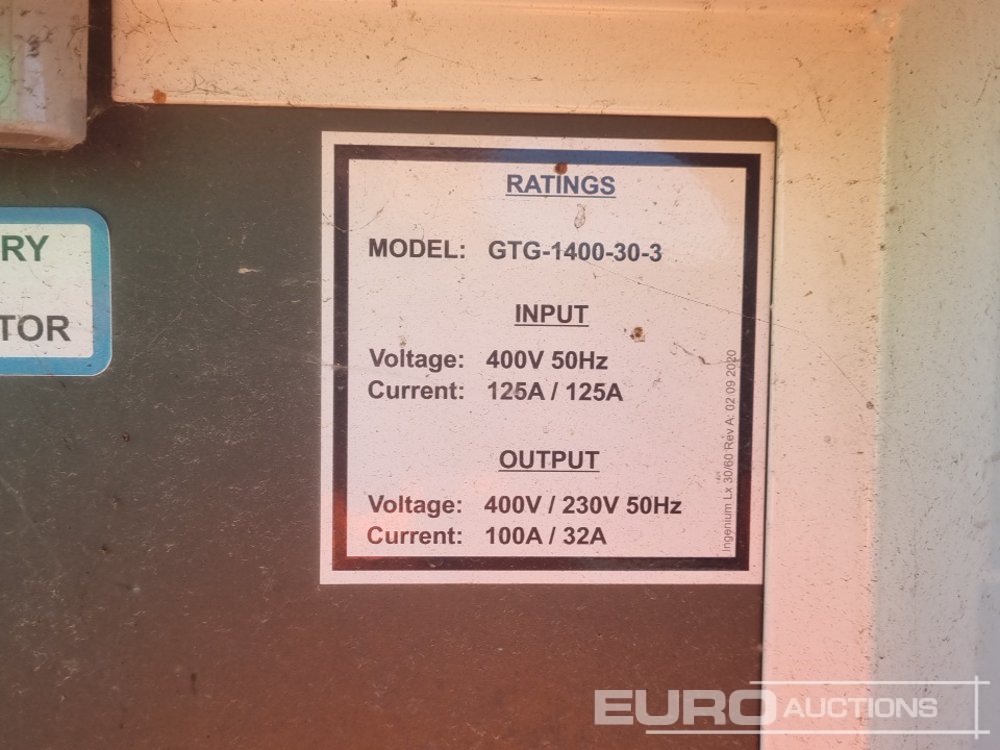 RY
TOR
RATINGS
MODEL: GTG-1400-30-3
INPUT
Voltage: 400V 50Hz
Current: 125A / 125A
OUTPUT
Voltage: 400V / 230V 50Hz
Current: 100A / 32A
Ingenium Lx 30/60 Rev A: 02 09 2020
EURO AUCTIONS